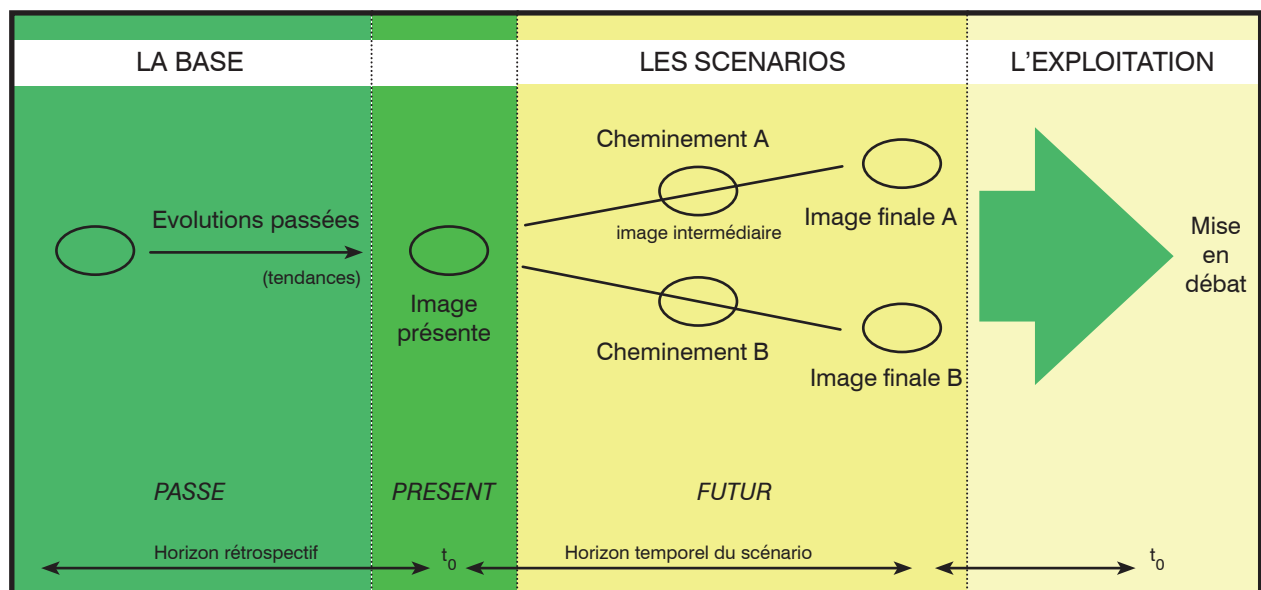 LA BASE
LES SCENARIOS
L'EXPLOITATION
Evolutions passées
(tendances)
Image
présente
Cheminement A
image intermédiaire
Image finale A
Cheminement B
Image finale B
Mise
en
débat
PASSE
PRESENT
FUTUR
Horizon rétrospectif
t0
Horizon temporel du scénario
t0